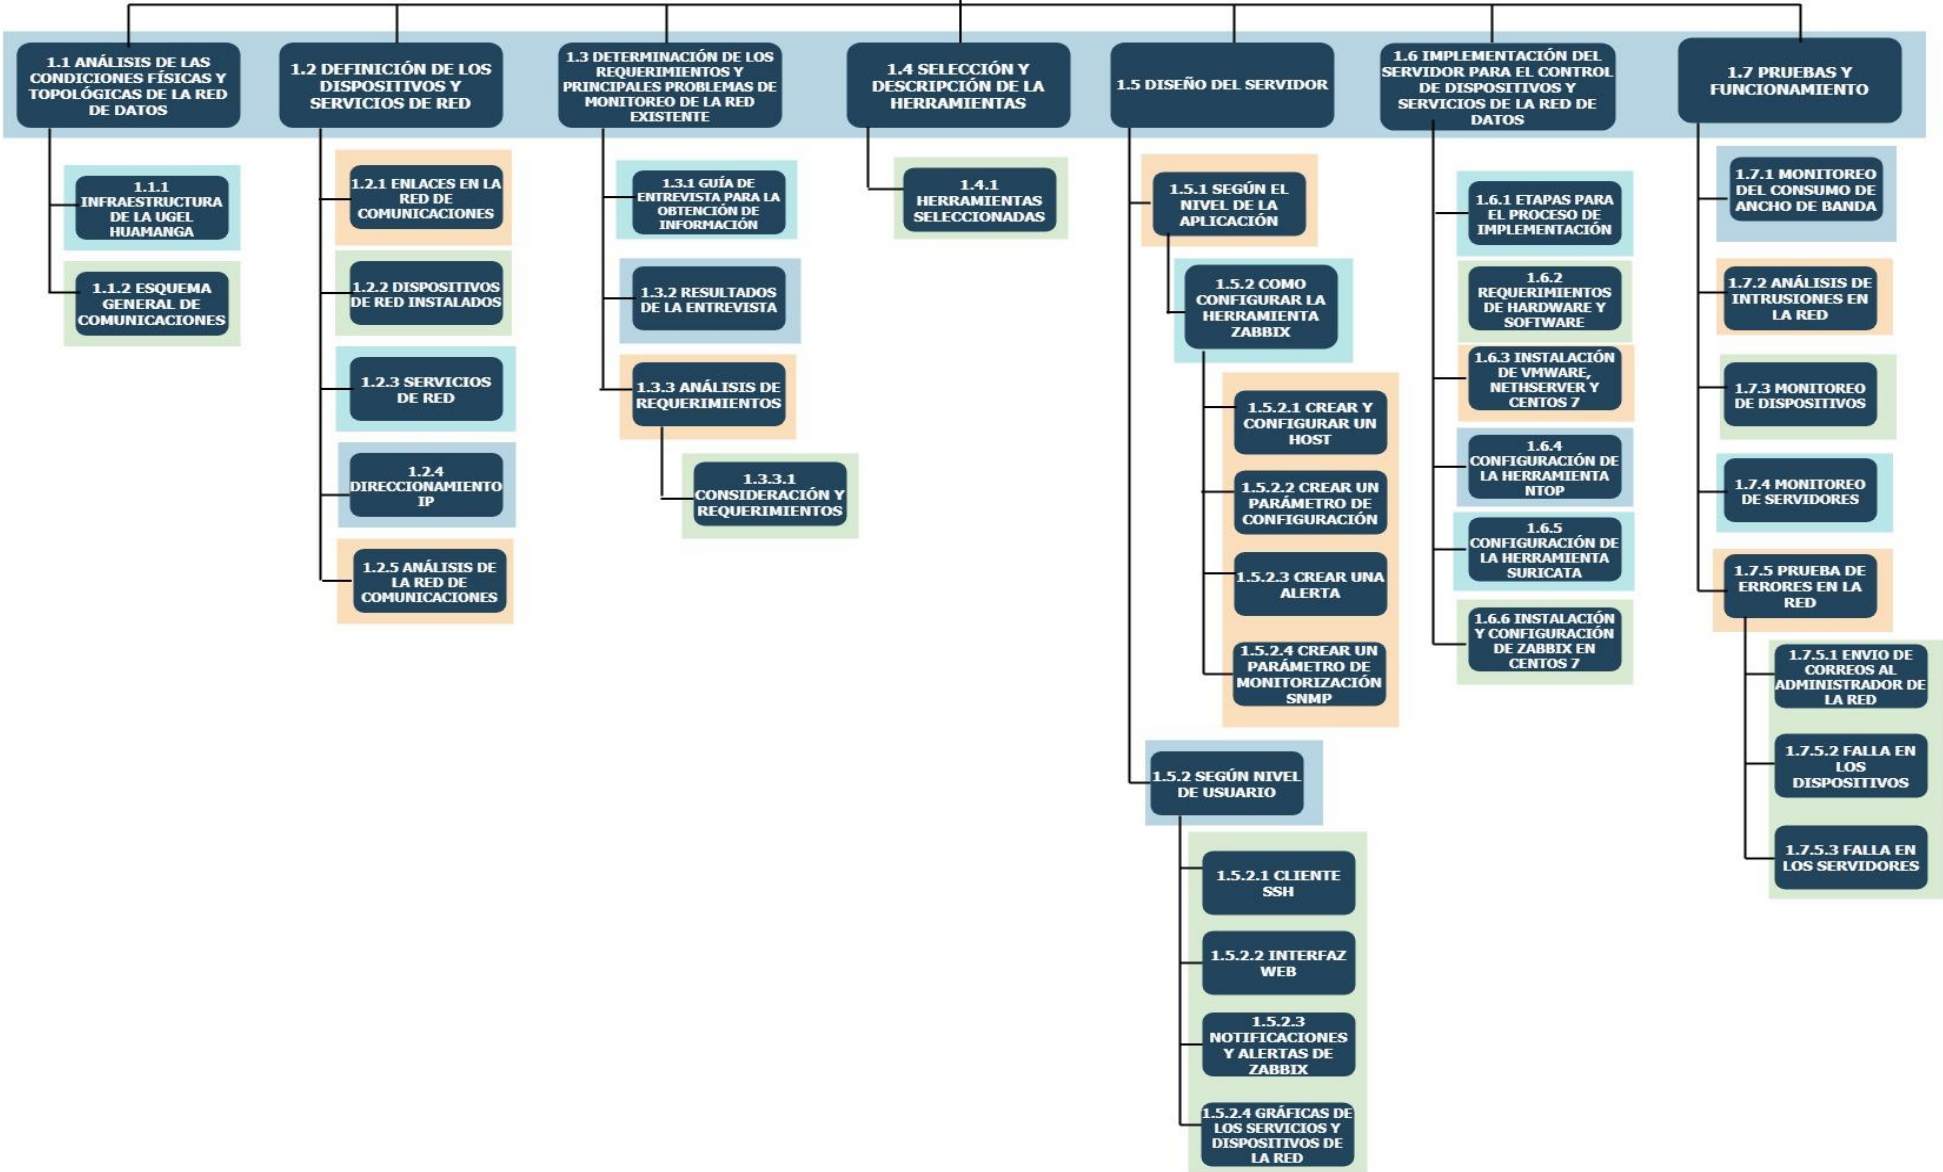 1.1 ANÁLISIS DE LAS
CONDICIONES FÍSICAS Y
TOPOLÓGICAS DE LA RED
DE DATOS
1.1.1
INFRAESTRUCTURA
DE LA UGEL
HUAMANGA
1.1.2 ESQUEMA
GENERAL DE
COMUNICACIONES
1.2 DEFINICIÓN DE LOS
DISPOSITIVOS Y
SERVICIOS DE RED
1.2.1 ENLACES EN LA
RED DE
COMUNICACIONES
1.2.2 DISPOSITIVOS
DE RED INSTALADOS
1.2.3 SERVICIOS
DE RED
1.2.4
DIRECCIONAMIENTO
IP
1.2.5 ANÁLISIS DE
LA RED DE
COMUNICACIONES
1.3 DETERMINACIÓN DE LOS
REQUERIMIENTOS Y
PRINCIPALES PROBLEMAS DE
MONITOREO DE LA RED
EXISTENTE
1.3.1 GUÍA DE
ENTREVISTA PARA LA
OBTENCIÓN DE
INFORMACIÓN
1.3.2 RESULTADOS
DE LA ENTREVISTA
1.3.3 ANÁLISIS DE
REQUERIMIENTOS
1.3.3.1
CONSIDERACIÓN Y
REQUERIMIENTOS
1.4 SELECCIÓN Y
DESCRIPCIÓN DE LA
HERRAMIENTAS
1.4.1
HERRAMIENTAS
SELECCIONADAS
1.5 DISEÑO DEL SERVIDOR
1.5.1 SEGÚN EL
NIVEL DE LA
APLICACIÓN
1.5.2 COMO
CONFIGURAR LA
HERRAMIENTA
ZABBIX
1.5.2.1 CREAR Y
CONFIGURAR UN
HOST
1.5.2.2 CREAR UN
PARÁMETRO DE
CONFIGURACIÓN
1.5.2.3 CREAR UNA
ALERTA
1.5.2.4 CREAR UN
PARÁMETRO DE
MONITORIZACIÓN
SNMP
1.5.2 SEGÚN NIVEL
DE USUARIO
1.5.2.1 CLIENTE
SSH
1.5.2.2 INTERFAZ
WEB
1.5.2.3
NOTIFICACIONES
Y ALERTAS DE
ZABBIX
1.5.2.4 GRÁFICAS DE
LOS SERVICIOS Y
DISPOSITIVOS DE
LA RED
1.6 IMPLEMENTACIÓN DEL
SERVIDOR PARA EL CONTROL
DE DISPOSITIVOS Y
SERVICIOS DE LA RED DE
DATOS
1.6.1 ETAPAS PARA
EL PROCESO DE
IMPLEMENTACIÓN
1.6.2
REQUERIMIENTOS
DE HARDWARE Y
SOFTWARE
1.6.3 INSTALACIÓN
DE VMWARE,
NETHSERVER Y
CENTOS 7
1.6.4
CONFIGURACIÓN DE
LA HERRAMIENTA
NTOP
1.6.5
CONFIGURACIÓN DE
LA HERRAMIENTA
SURICATA
1.6.6 INSTALACIÓN
Y CONFIGURACIÓN
DE ZABBIX EN
CENTOS 7
1.7 PRUEBAS Y
FUNCIONAMIENTO
1.7.1 MONITOREO
DEL CONSUMO DE
ANCHO DE BANDA
1.7.2 ANÁLISIS DE
INTRUSIONES EN
LA RED
1.7.3 MONITOREO
DE DISPOSITIVOS
1.7.4 MONITOREO
DE SERVIDORES
1.7.5 PRUEBA DE
ERRORES EN LA
RED
1.7.5.1 ENVIO DE
CORREOS AL
ADMINISTRADOR DE
LA RED
1.7.5.2 FALLA EN
LOS
DISPOSITIVOS
1.7.5.3 FALLA EN
LOS SERVIDORES